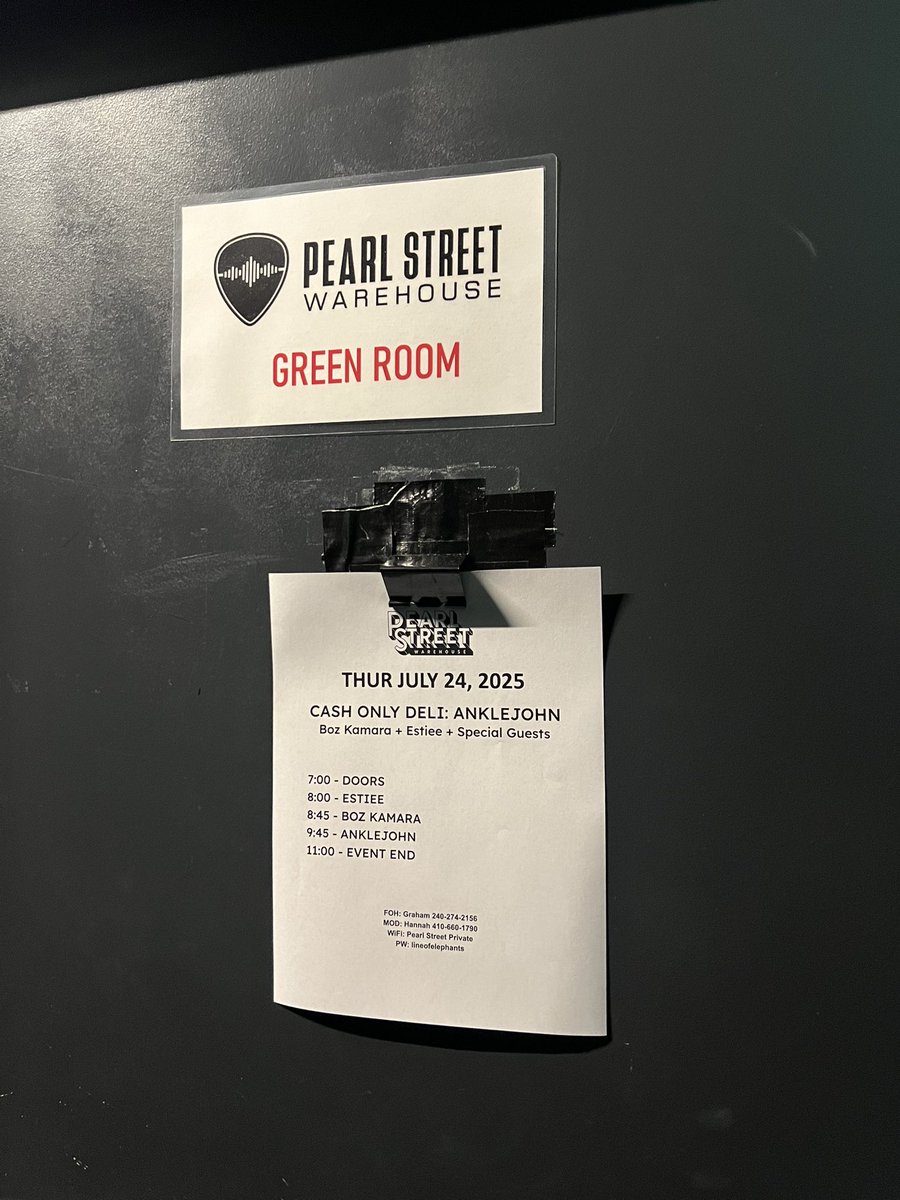 PEARL STREET
WAREHOUSE
GREEN ROOM
PEARL
STREET
WAREHOUSE
THUR JULY 24, 2025
CASH ONLY DELI: ANKLEJOHN
Boz Kamara + Estiee + Special Guests
7:00 - DOORS
8:00 - ESTIEE
8:45 - BOZ KAMARA
9:45 - ANKLEJOHN
11:00 - EVENT END
FOH: Graham 240-274-2156
MOD: Hannah 410-660-1790
WiFi: Pearl Street Private
PW: lineofelephants